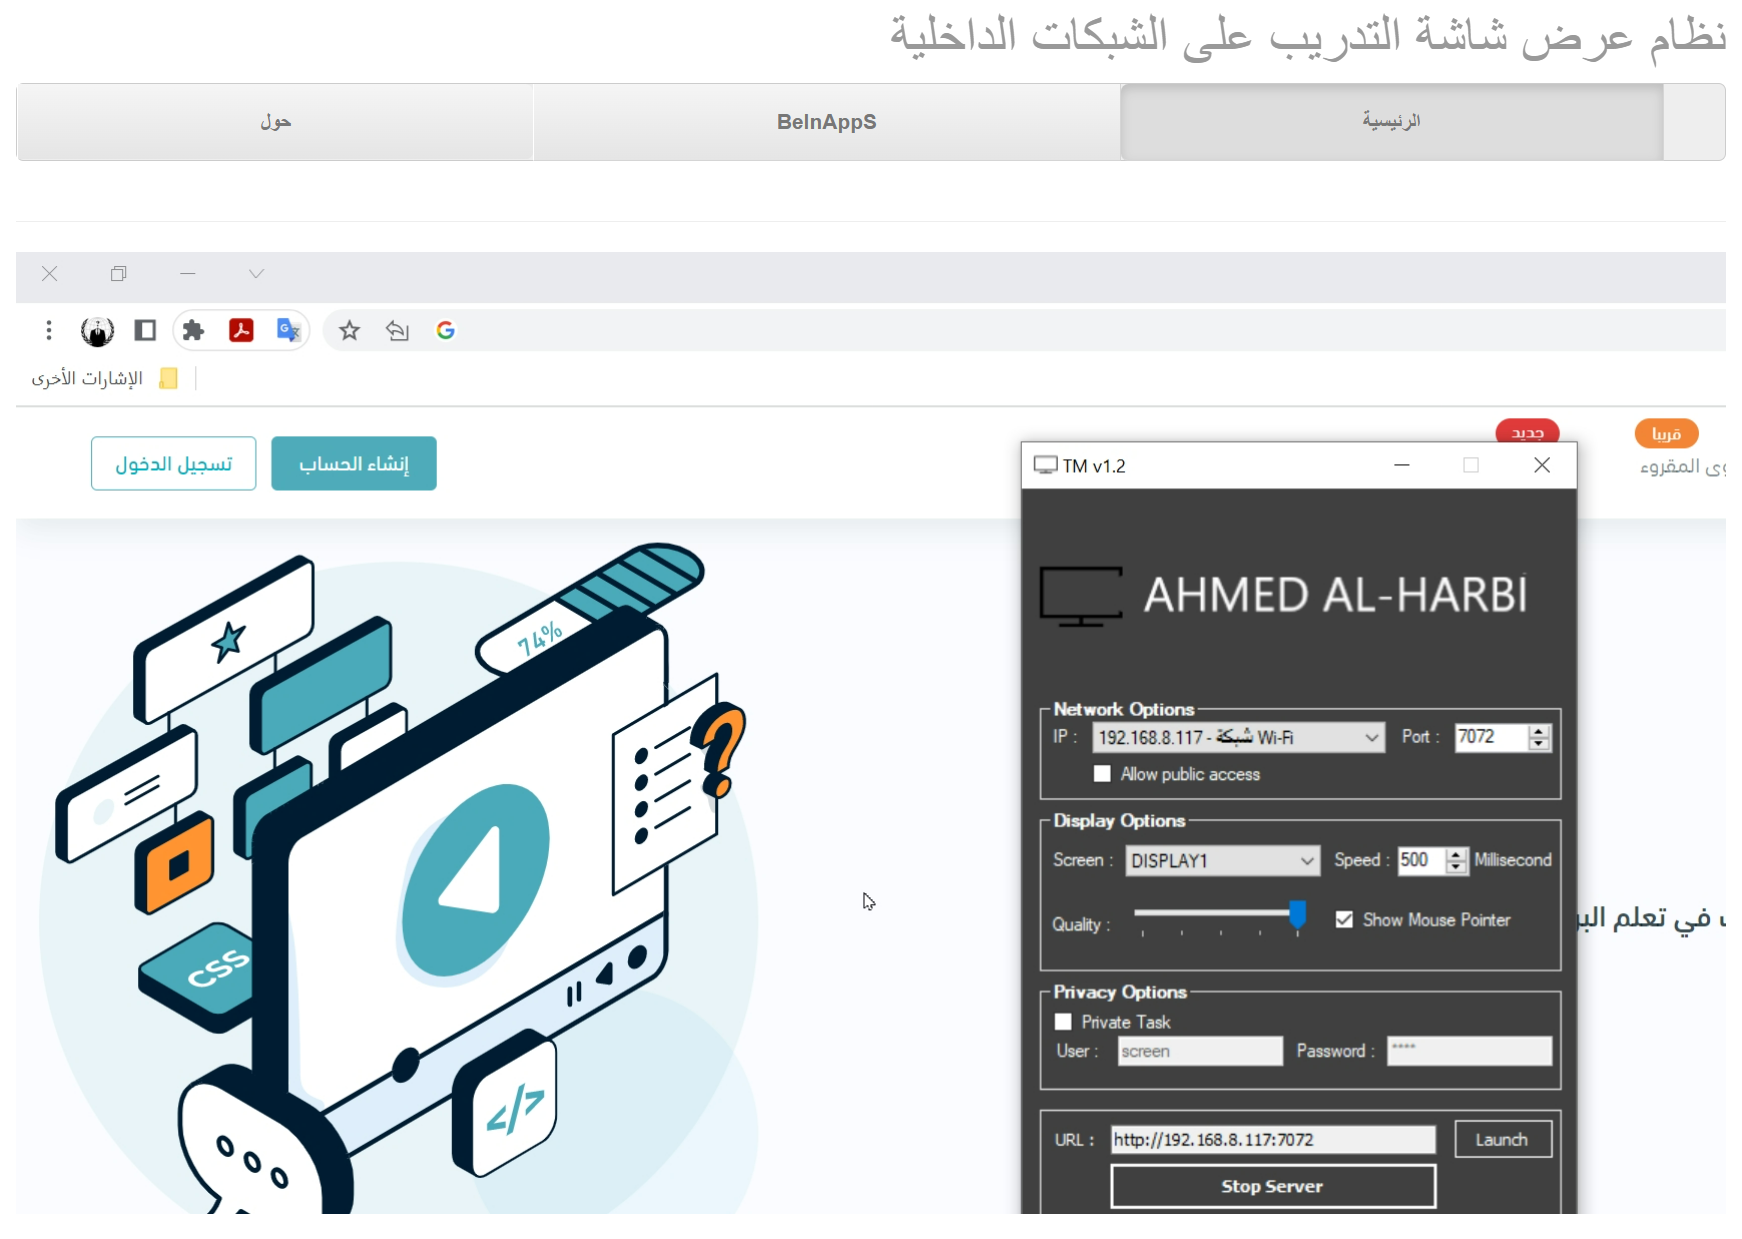 نظام عرض شاشة التدريب على الشبكات الداخلية
الرئيسية
BeInAppS
حول
الإشارات الأخرى
قريبا
جديد
إنشاء الحساب
تسجيل الدخول
المقروء
في تعلم
74%
?
CSS
</>
TM v1.2
AHMED AL-HARBI
Network Options
IP : 192.168.8.117 - شبكة Wi-Fi Port : 7072
Allow public access
Display Options
Screen : DISPLAY1 Speed : 500 Millisecond
Quality : Show Mouse Pointer
Privacy Options
Private Task
User : screen Password : ****
URL : http://192.168.8.117:7072 Launch
Stop Server